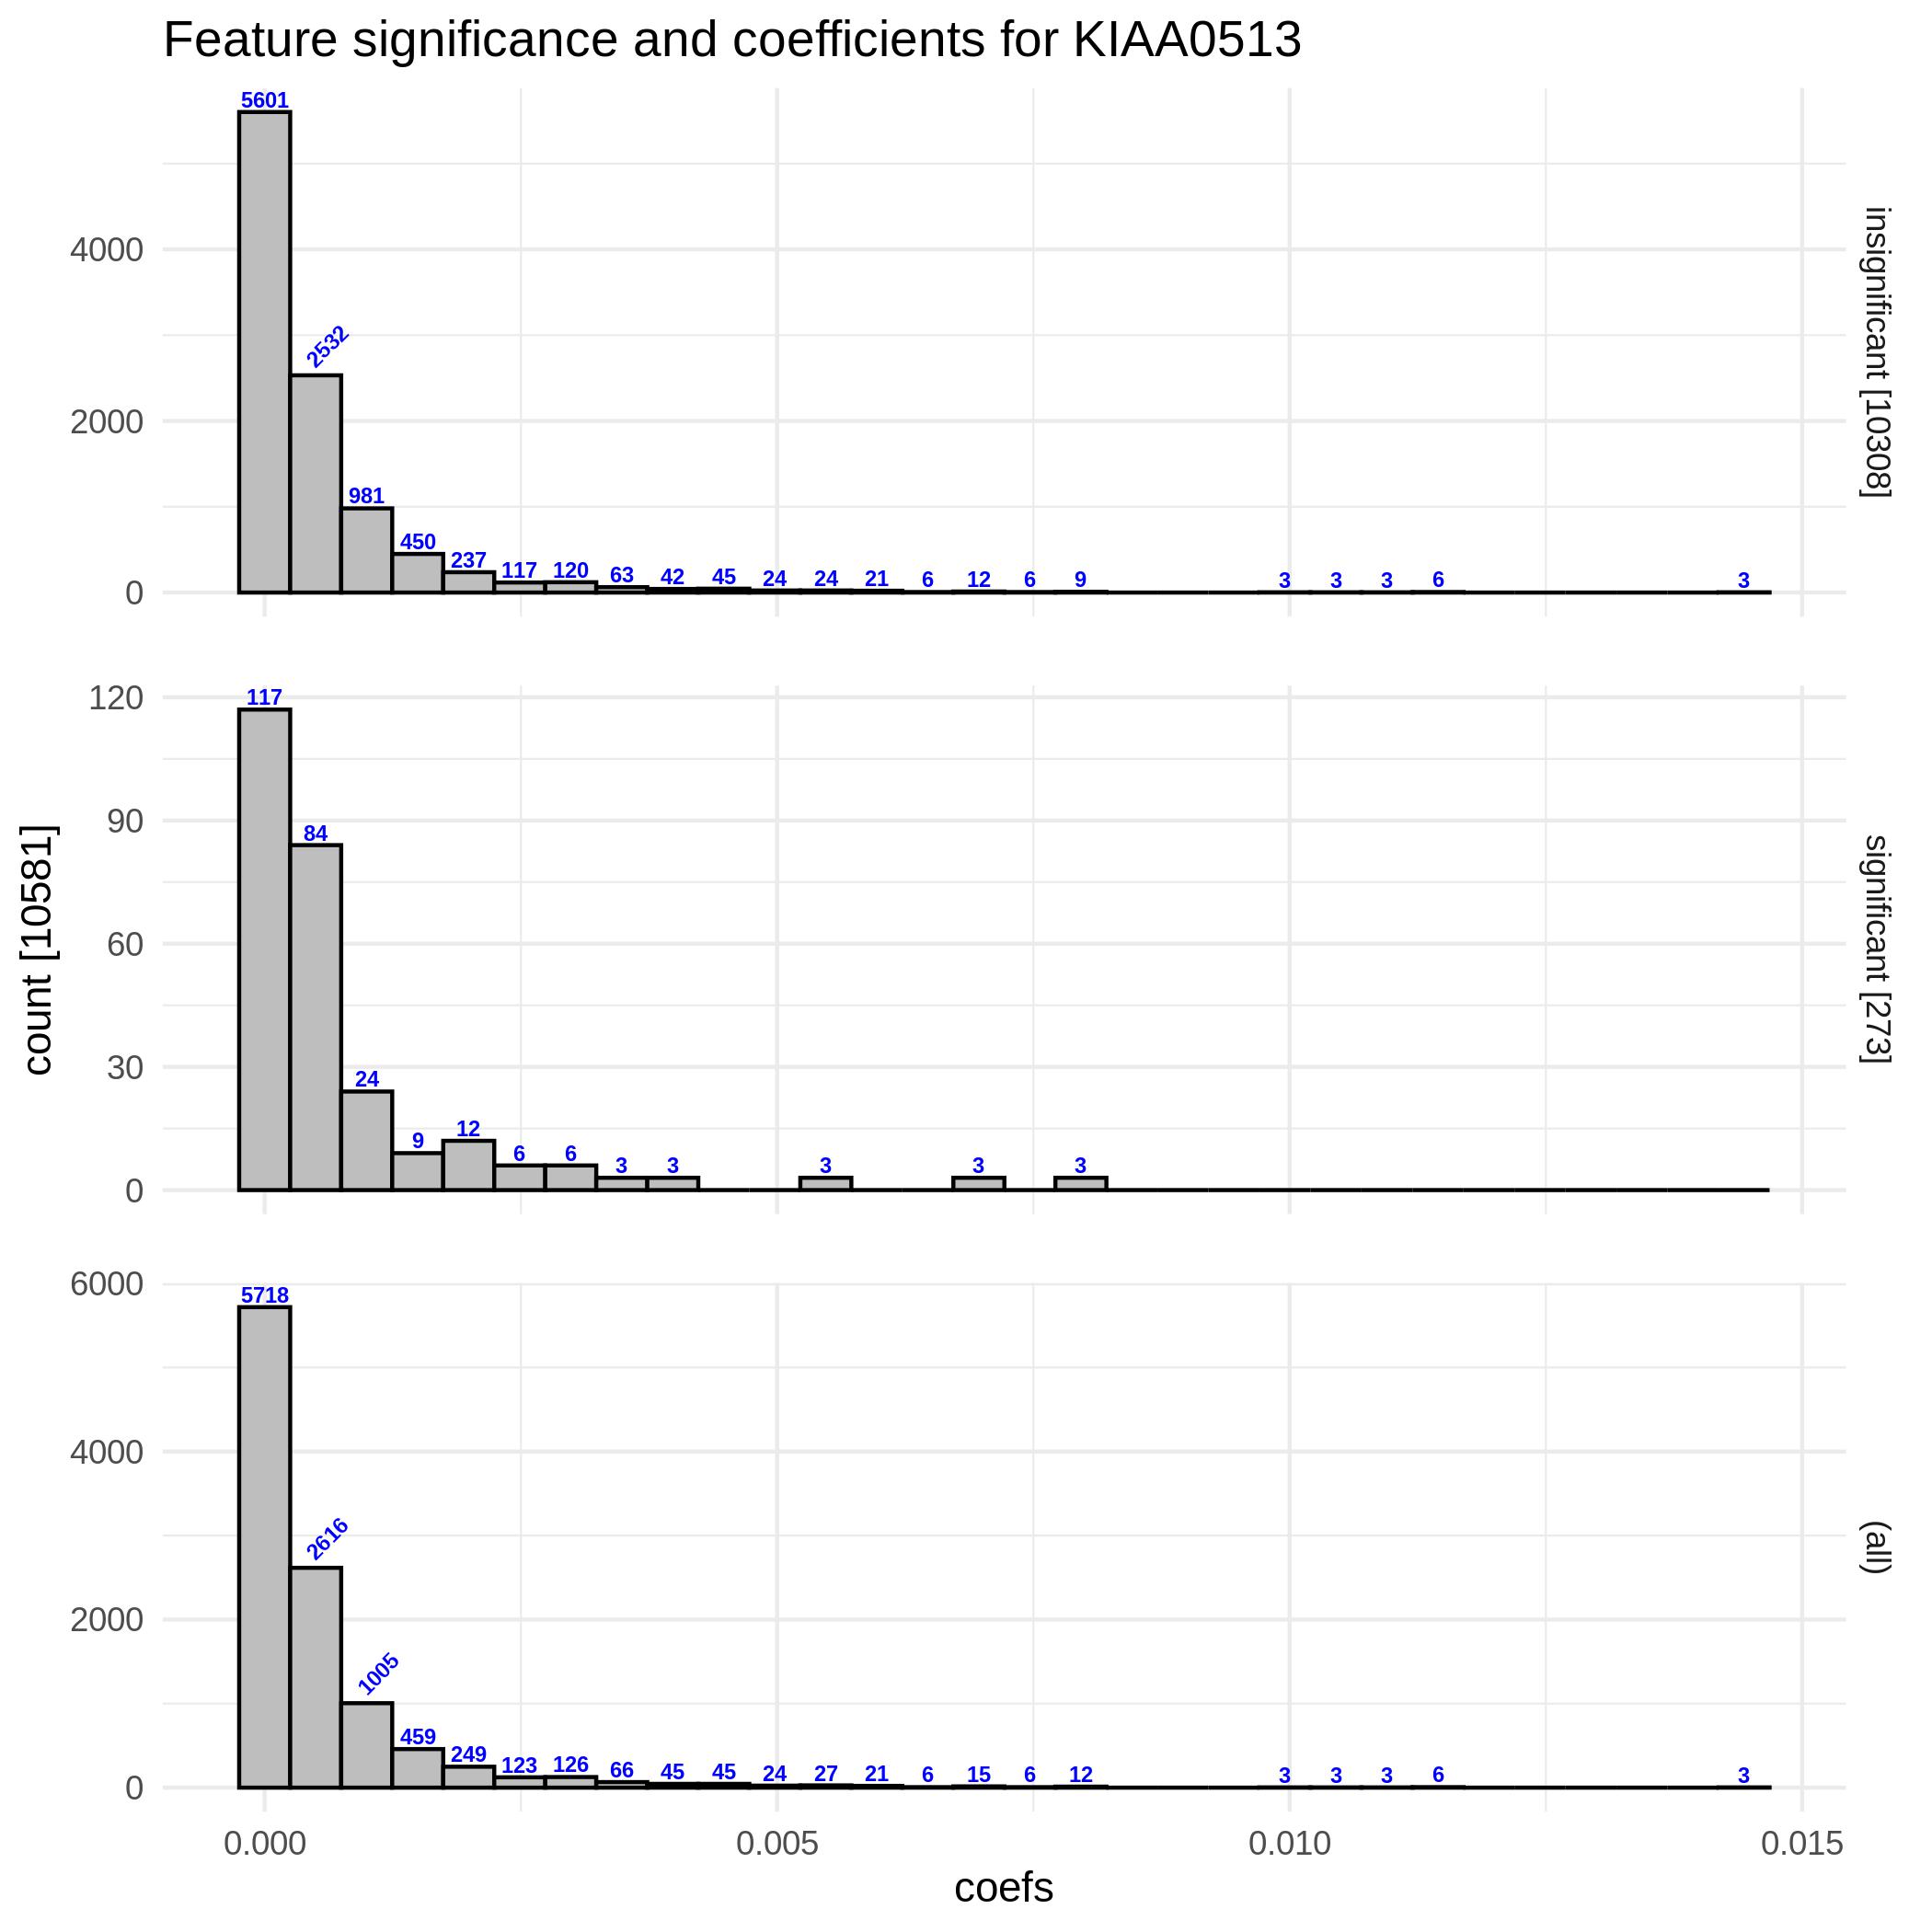 Feature significance and coefficients for KIAA0513
5601
2532
981
450
237 117 120 63 42 45 24 24 21 6 12 6 9 3 3 3 6 3
4000
2000
0
insignificant [10308]
117
84
24
9 12 6 6 3 3 3 3 3
120
90
60
30
0
significant [273]
count [10581]
5718
2616
1005
459
249 123 126 66 45 45 24 27 21 6 15 6 12 3 3 3 6 3
6000
4000
2000
0
(all)
0.000 0.005 0.010 0.015
coefs